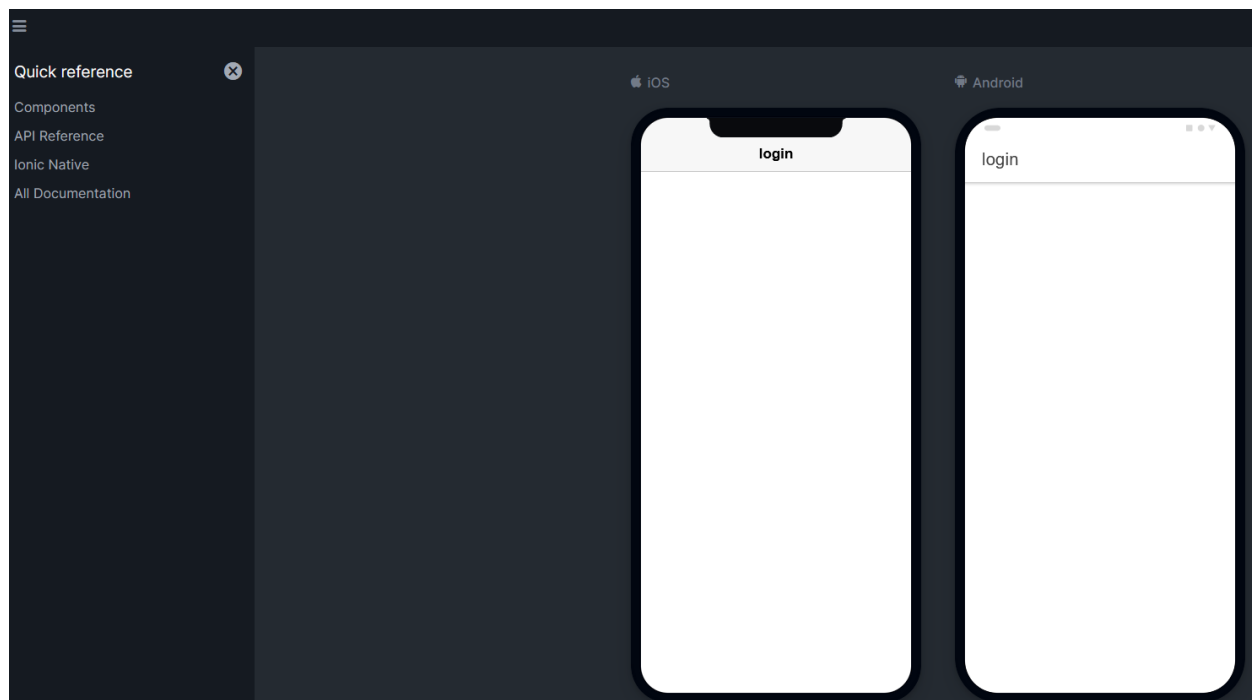 Quick reference
Components
API Reference
Ionic Native
All Documentation
iOS
login
Android
login